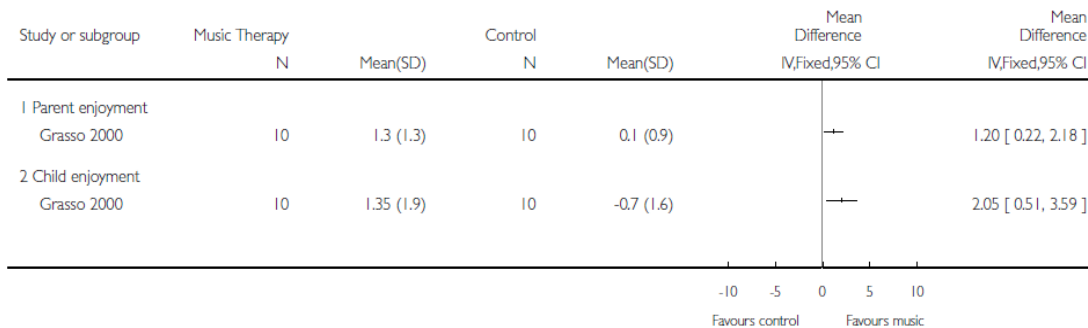 Study or subgroup Music Therapy Control Mean Difference Mean Difference
N Mean(SD) N Mean(SD) IV,Fixed,95% CI IV,Fixed,95% CI
1 Parent enjoyment
Grasso 2000 10 1.3 (1.3) 10 0.1 (0.9) 1.20 [ 0.22, 2.18 ]
2 Child enjoyment
Grasso 2000 10 1.35 (1.9) 10 -0.7 (1.6) 2.05 [ 0.51, 3.59 ]
-10 -5 0 5 10
Favours control Favours music